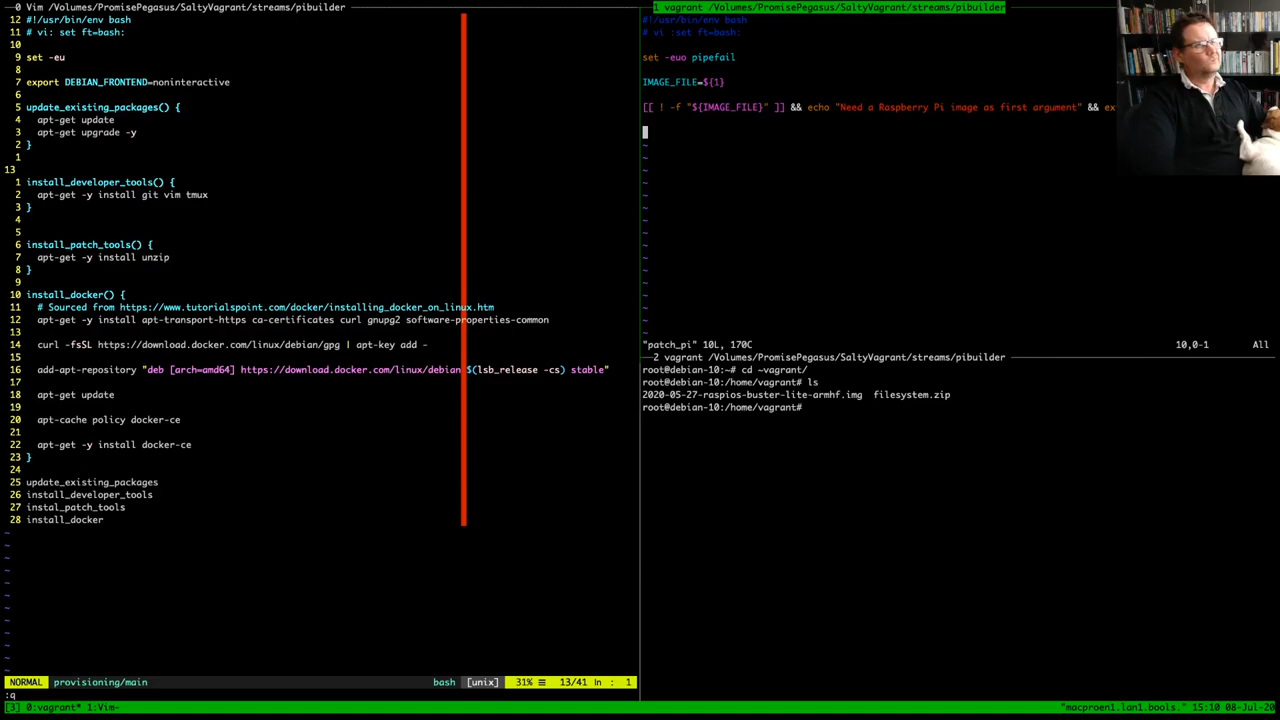 0 Vim /Volumes/PromisePegasus/SaltyVagrant/streams/pibuilder
12 #!/usr/bin/env bash
11 # vi: set ft=bash:
10
9 set -eu
8
7 export DEBIAN_FRONTEND=noninteractive
6
5 update_existing_packages() {
4 apt-get update
3 apt-get upgrade -y
2 }
1
13
1 install_developer_tools() {
2 apt-get -y install git vim tmux
3 }
4
5
6 install_patch_tools() {
7 apt-get -y install unzip
8 }
9
10 install_docker() {
11 # Sourced from https://www.tutorialspoint.com/docker/installing_docker_on_linux.htm
12 apt-get -y install apt-transport-https ca-certificates curl gnupg2 software-properties-common
13
14 curl -fsSL https://download.docker.com/linux/debian/gpg | apt-key add -
15
16 add-apt-repository "deb [arch=amd64] https://download.docker.com/linux/debian $(lsb_release -cs) stable"
17
18 apt-get update
19
20 apt-cache policy docker-ce
21
22 apt-get -y install docker-ce
23 }
24
25 update_existing_packages
26 install_developer_tools
27 instal_patch_tools
28 install_docker
NORMAL provisioning/main bash [unix] 31% ☰ 13/41 ln : 1
:q
1 vagrant /Volumes/PromisePegasus/SaltyVagrant/streams/pibuilder
#!/usr/bin/env bash
# vi :set ft=bash:
set -euo pipefail
IMAGE_FILE=${1}
[[ ! -f "${IMAGE_FILE}" ]] && echo "Need a Raspberry Pi image as first argument" && ex
"patch_pi" 10L, 170C 10,0-1 All
2 vagrant /Volumes/PromisePegasus/SaltyVagrant/streams/pibuilder
root@debian-10:~# cd ~vagrant/
root@debian-10:/home/vagrant# ls
2020-05-27-raspios-buster-lite-armhf.img filesystem.zip
root@debian-10:/home/vagrant#
[3] 0:vagrant* 1:Vim- "macproen1.lan1.bools." 15:10 08-Jul-20